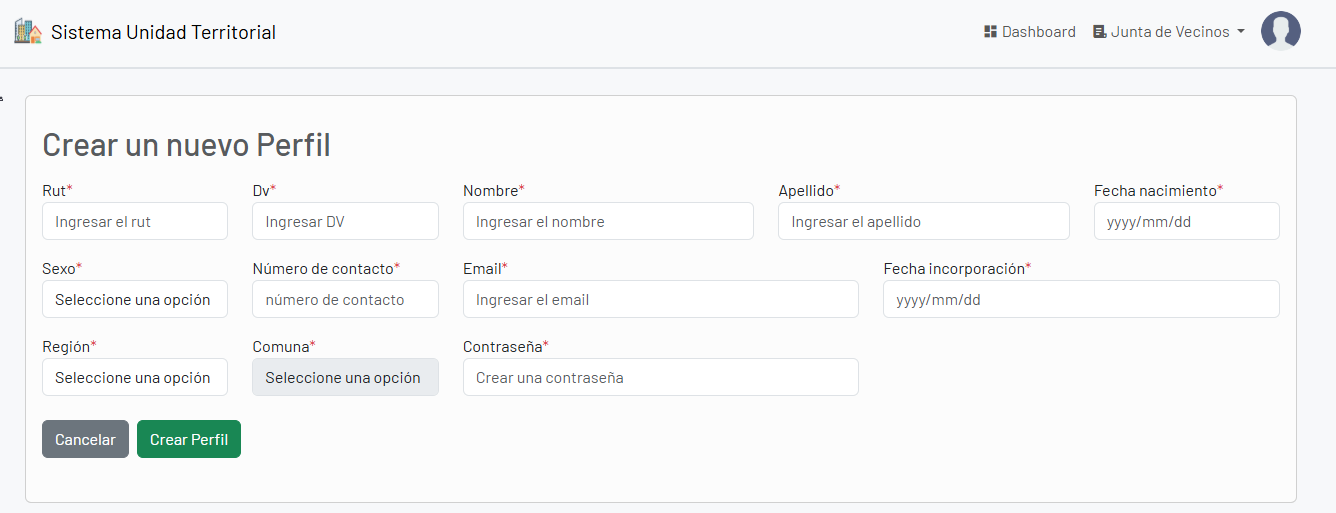 Sistema Unidad Territorial Dashboard Junta de Vecinos
Crear un nuevo Perfil
Rut* Dv* Nombre* Apellido* Fecha nacimiento*
Ingresar el rut Ingresar DV Ingresar el nombre Ingresar el apellido yyyy/mm/dd
Sexo* Número de contacto* Email* Fecha incorporación*
Seleccione una opción número de contacto Ingresar el email yyyy/mm/dd
Región* Comuna* Contraseña*
Seleccione una opción Seleccione una opción Crear una contraseña
Cancelar Crear Perfil